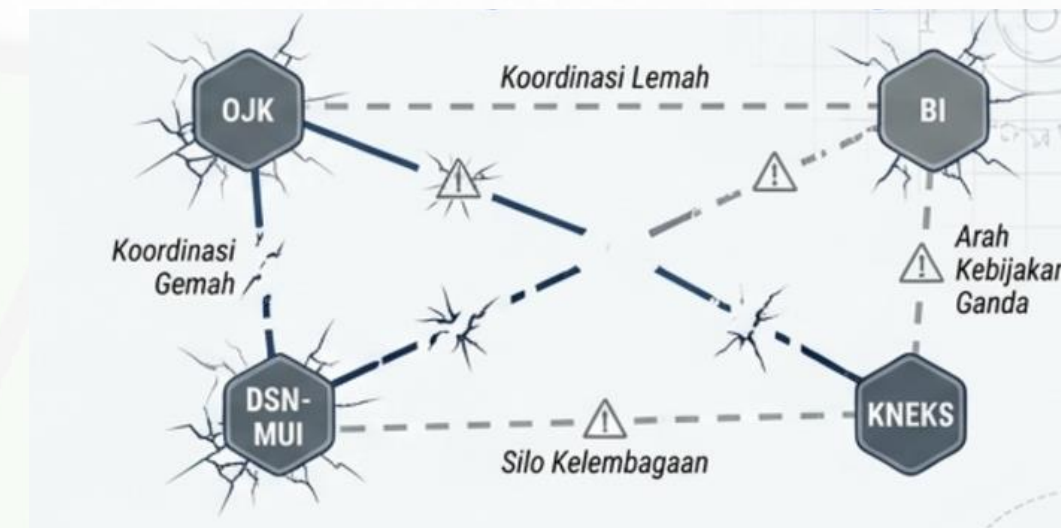 OJK
Koordinasi Lemah
BI
Koordinasi
Gemah
Arah
Kebijakan
Ganda
DSN-
MUI
KNEKS
Silo Kelembagaan